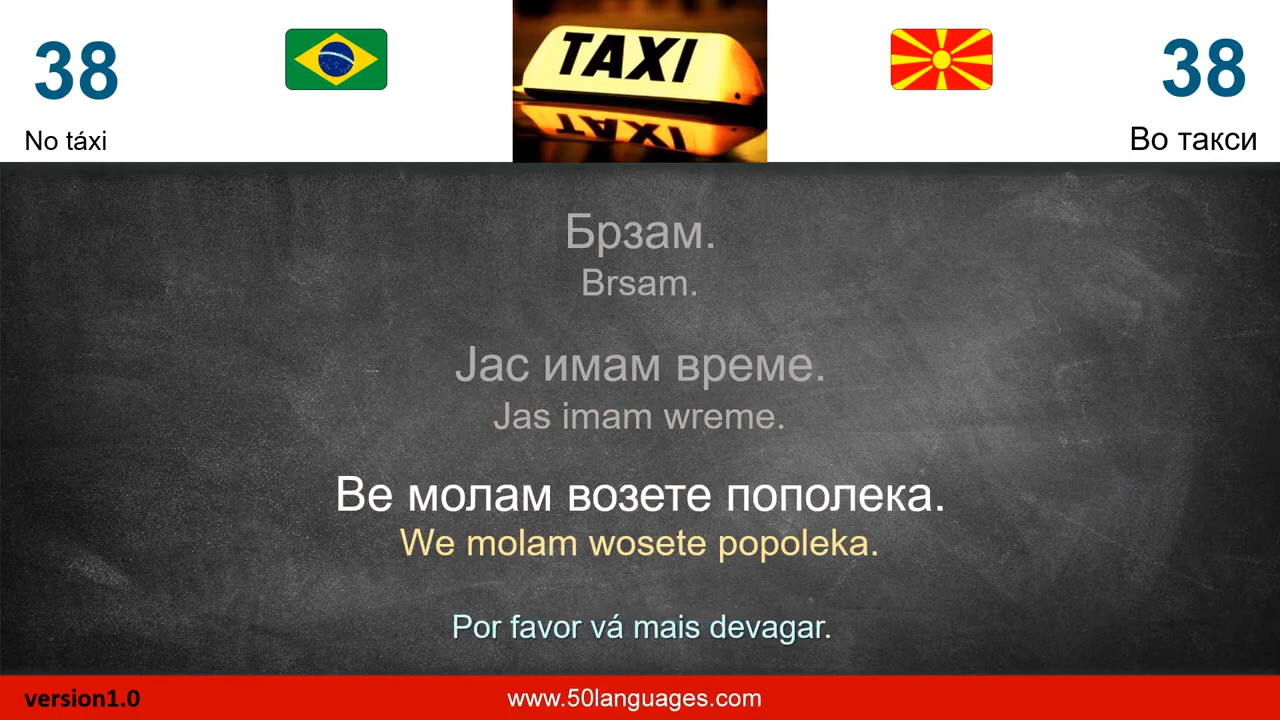 38
No táxi
TAXI
38
Во такси
Брзам.
Brsam.
Јас имам време.
Jas imam wreme.
Ве молам возете пополека.
We molam wosete popoleka.
Por favor vá mais devagar.
version1.0
www.50languages.com